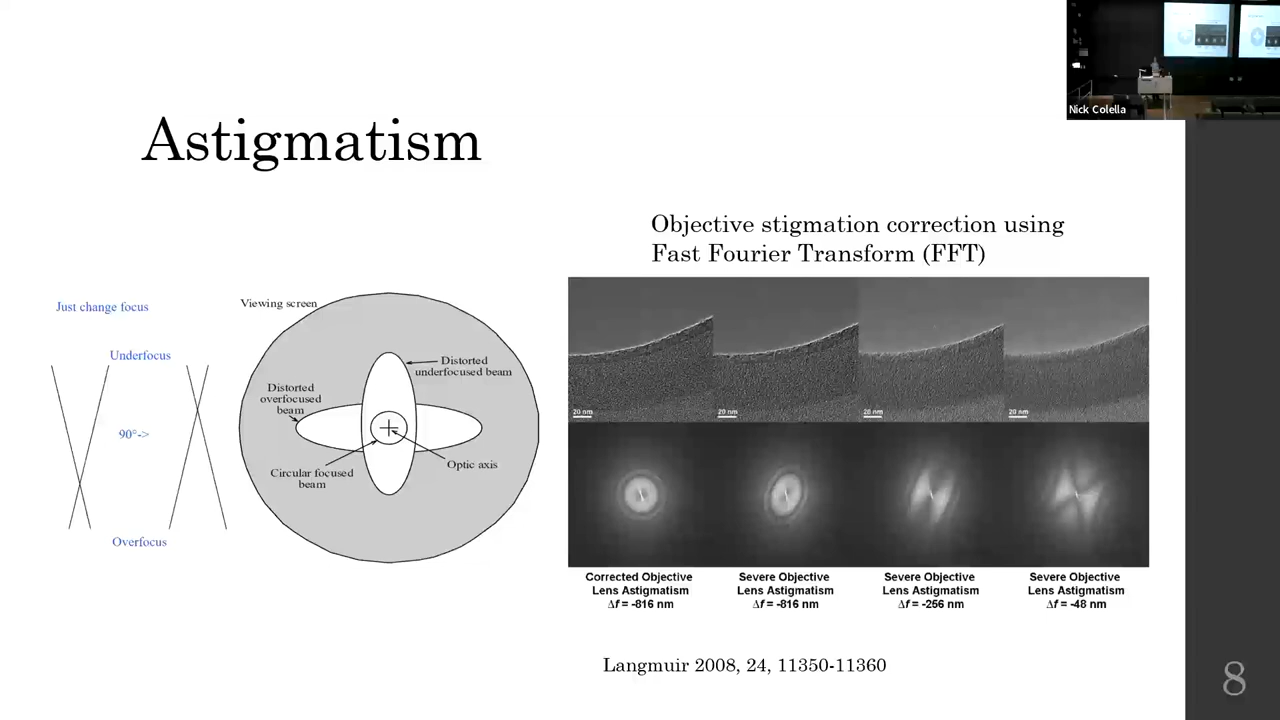 Nick Colella
Astigmatism
Objective stigmation correction using
Fast Fourier Transform (FFT)
Just change focus
Underfocus
90°->
Overfocus
Viewing screen
Distorted
underfocused beam
Distorted
overfocused
beam
Circular focused
beam
Optic axis
20 nm
20 nm
20 nm
20 nm
Corrected Objective
Lens Astigmatism
Δf = -816 nm
Severe Objective
Lens Astigmatism
Δf = -816 nm
Severe Objective
Lens Astigmatism
Δf = -256 nm
Severe Objective
Lens Astigmatism
Δf = -48 nm
Langmuir 2008, 24, 11350-11360
8